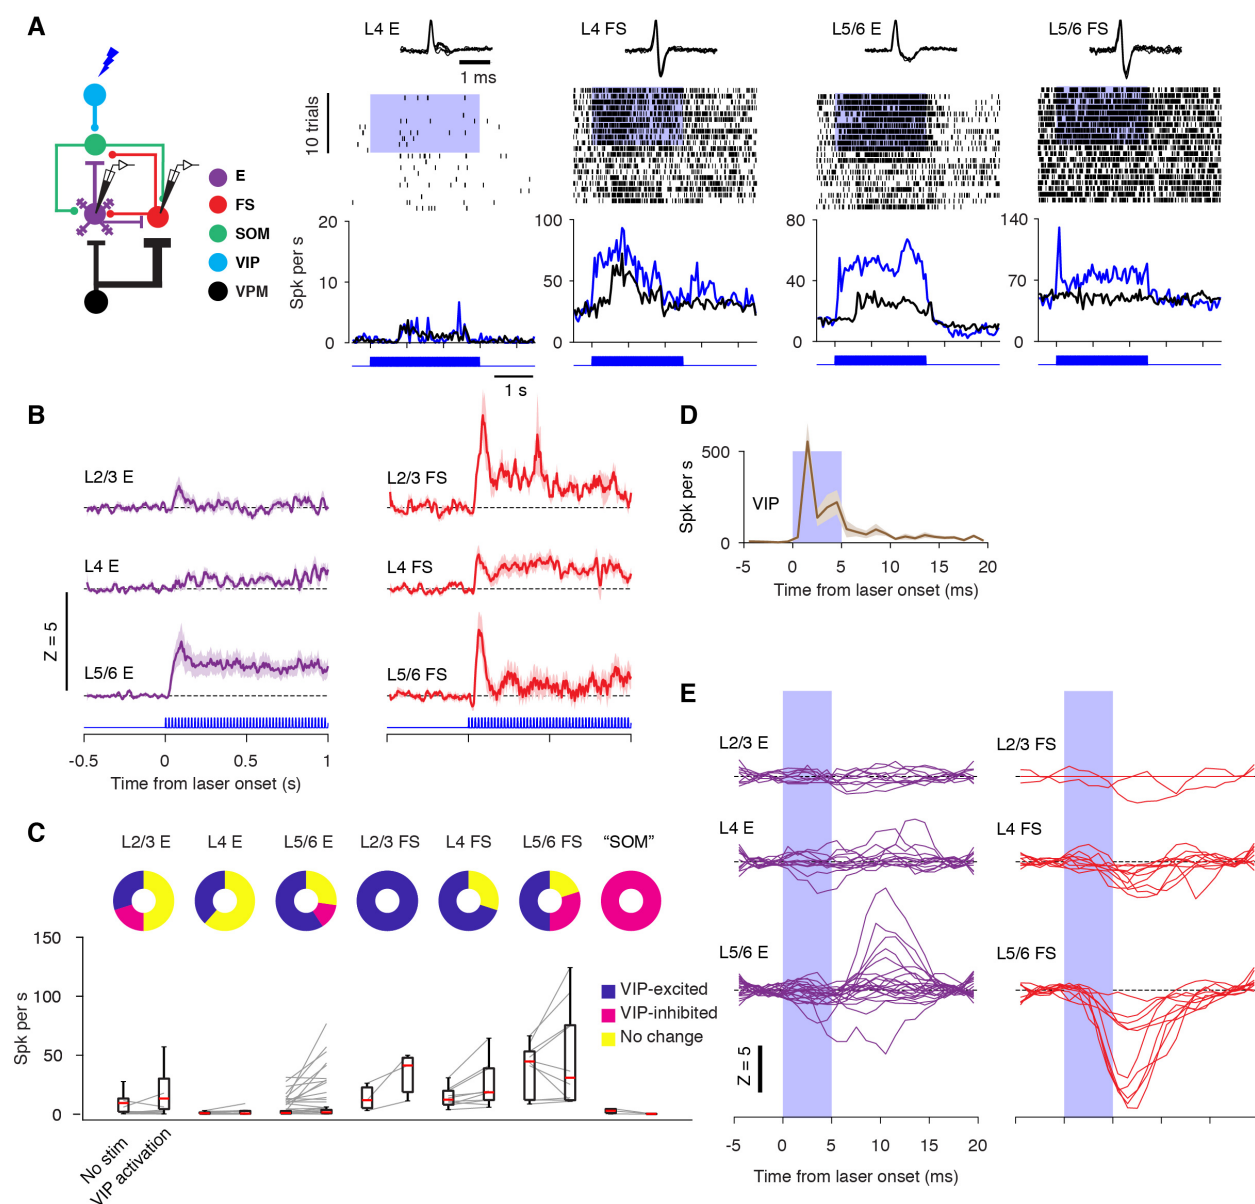 A
L4 E
L4 FS
L5/6 E
L5/6 FS
1 ms
10 trials
E
FS
SOM
VIP
VPM
Spk per s
20
10
0
100
50
0
80
40
0
140
70
0
1 s
B
L2/3 E
L4 E
L5/6 E
Z = 5
L2/3 FS
L4 FS
L5/6 FS
-0.5
0
0.5
1
Time from laser onset (s)
C
L2/3 E
L4 E
L5/6 E
L2/3 FS
L4 FS
L5/6 FS
“SOM”
150
100
50
0
Spk per s
VIP-excited
VIP-inhibited
No change
No stim
VIP activation
D
500
0
Spk per s
VIP
-5
0
5
10
15
20
Time from laser onset (ms)
E
L2/3 E
L4 E
L5/6 E
L2/3 FS
L4 FS
L5/6 FS
Z = 5
-5
0
5
10
15
20
Time from laser onset (ms)